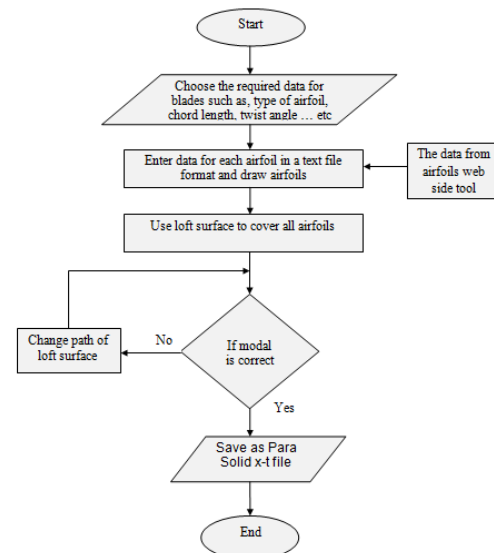 Start
Choose the required data for
blades such as, type of airfoil,
chord length, twist angle ... etc
Enter data for each airfoil in a text file
format and draw airfoils
The data from
airfoils web
side tool
Use loft surface to cover all airfoils
Change path of
loft surface
No
If modal
is correct
Yes
Save as Para
Solid x-t file
End